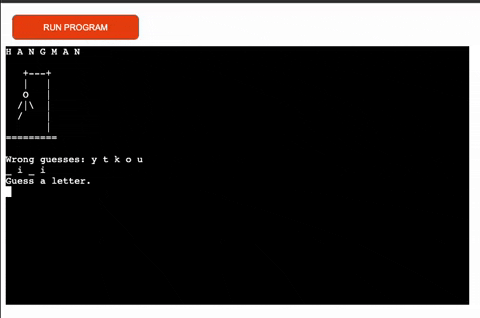 RUN PROGRAM
H A N G M A N
+---+
|   |
O   |
/|\  |
/    |
|
=========
Wrong guesses: y t k o u
_ i _ i
Guess a letter.